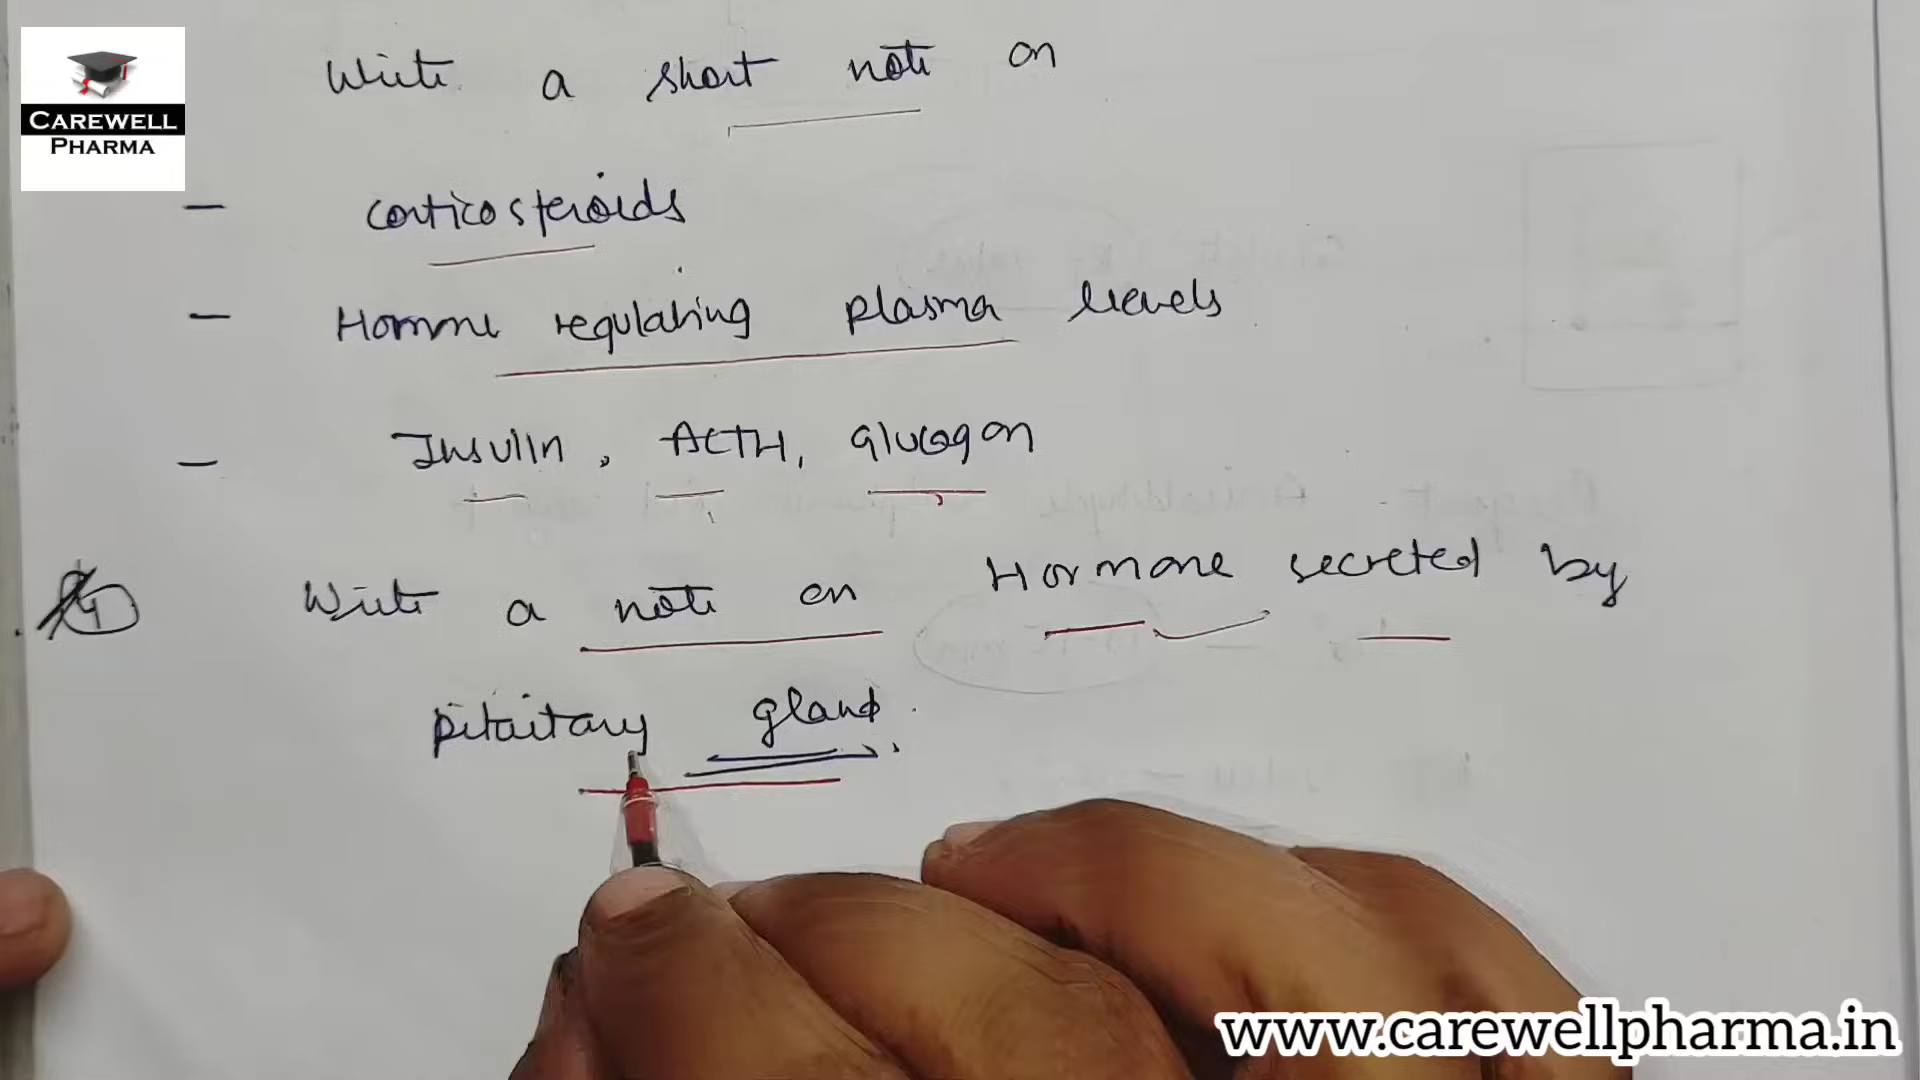 CAREWELL
PHARMA
Write a short note on
- Corticosteroids
- Hormone regulating plasma levels
- Insulin, ACTH, Glucagon
4 Write a note on Hormone secreted by
pituitary gland.
www.carewellpharma.in